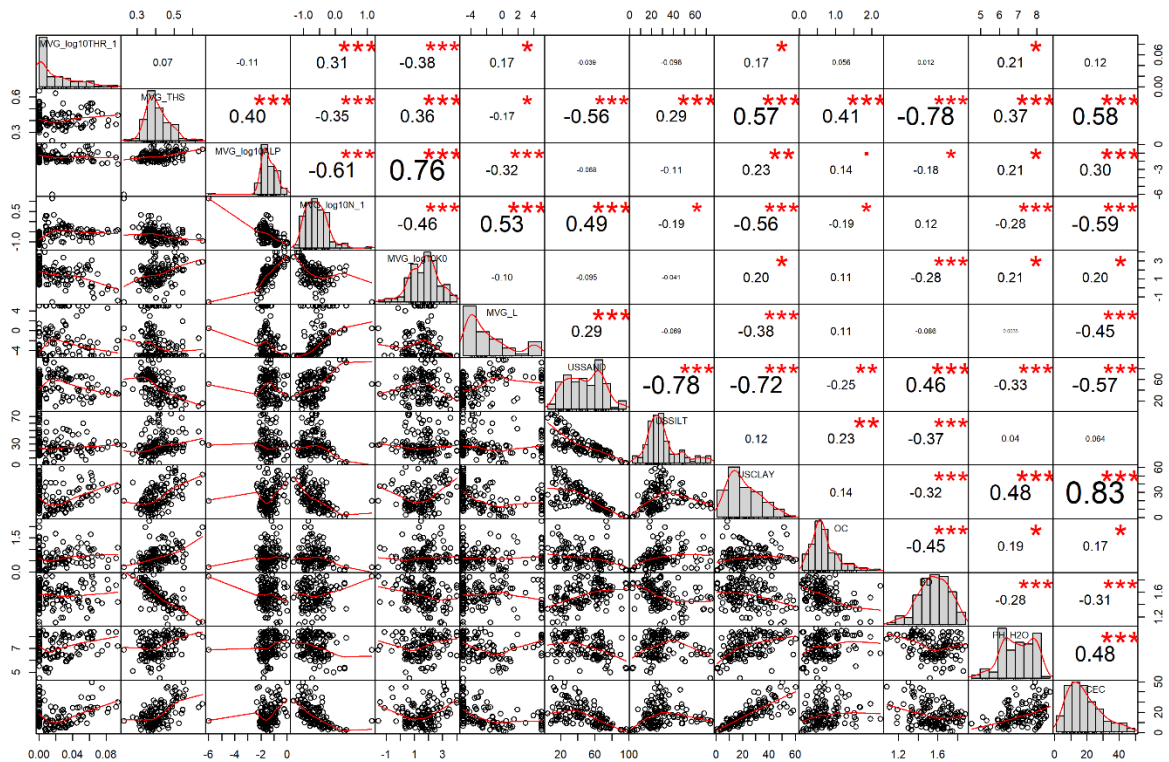 0.3 0.5 -1.0 0.0 1.0 -4 0 2 4 0 20 40 60 0.0 1.0 2.0 5 6 7 8
MVG_log10THR_1 0.07 -0.11 0.31 *** -0.38 *** 0.17 * -0.039 -0.096 0.17 * 0.056 0.012 0.21 * 0.12 0.00 0.04 0.08
0.3 0.6 MVG_THS 0.40 *** -0.35 *** 0.36 *** -0.17 * -0.56 *** 0.29 *** 0.57 *** 0.41 *** -0.78 *** 0.37 *** 0.58 ***
MVG_log10ALP -0.61 *** 0.76 *** -0.32 *** -0.068 -0.11 0.23 ** 0.14 . -0.18 * 0.21 * 0.30 *** -6 -3 0
-1.0 0.5 MVG_log10N_1 -0.46 *** 0.53 *** 0.49 *** -0.19 * -0.56 *** -0.19 * 0.12 -0.28 *** -0.59 ***
MVG_log10K0 -0.10 -0.095 -0.041 0.20 * 0.11 -0.28 *** 0.21 * 0.20 * -1 1 3
-4 0 4 MVG_L 0.29 *** -0.069 -0.38 *** 0.11 -0.45 ***
USSAND -0.78 *** -0.72 *** -0.25 ** 0.46 *** -0.33 *** -0.57 *** 20 60
0 30 70 USSILT 0.12 0.23 ** -0.37 *** 0.04 0.064
USCLAY 0.14 -0.32 *** 0.48 *** 0.83 *** 0 30 60
0.0 1.5 OC -0.45 *** 0.19 * 0.17 *
BD -0.28 *** -0.31 *** 1.2 1.6
5 7 PH_H2O 0.48 ***
CEC 0 20 50
0.00 0.04 0.08 -6 -4 -2 0 -1 1 2 3 20 60 100 0 20 40 60 1.2 1.6 0 20 40